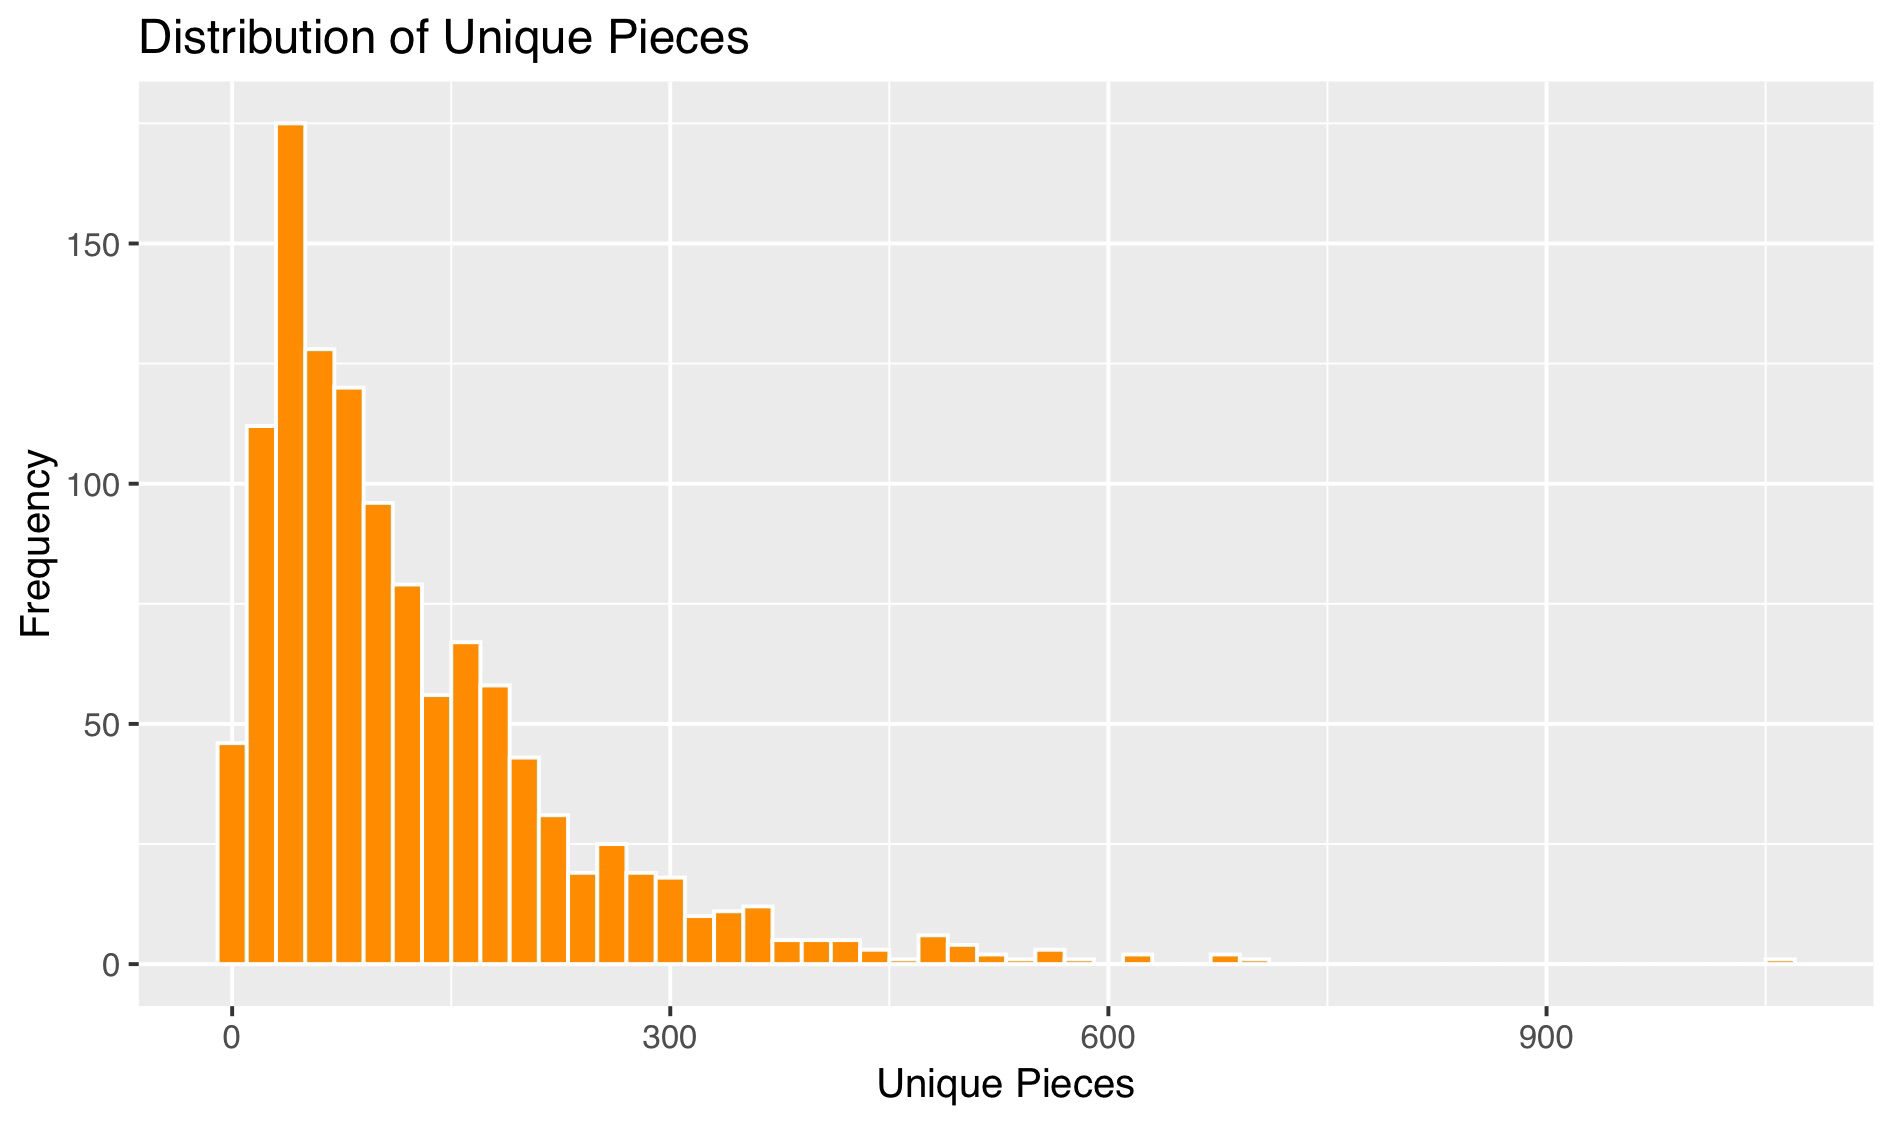 Distribution of Unique Pieces
150
100
50
0
Frequency
0 300 600 900
Unique Pieces